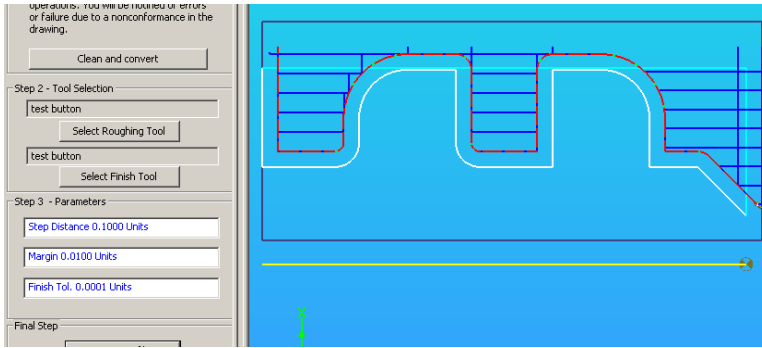 operations. You will be notified of errors
or failure due to a nonconformance in the
drawing.
Clean and convert
Step 2 - Tool Selection
test button
Select Roughing Tool
test button
Select Finish Tool
Step 3 - Parameters
Step Distance 0.1000 Units
Margin 0.0100 Units
Finish Tol. 0.0001 Units
Final Step